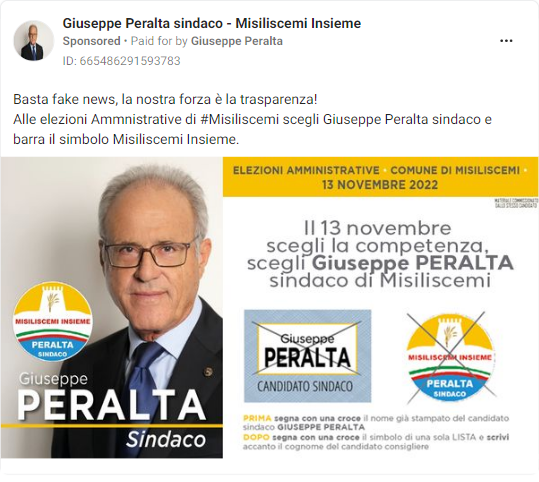 Giuseppe Peralta sindaco - Misiliscemi Insieme
Sponsored • Paid for by Giuseppe Peralta
ID: 665486291593783
Basta fake news, la nostra forza è la trasparenza!
Alle elezioni Ammnistrative di #Misiliscemi scegli Giuseppe Peralta sindaco e
barra il simbolo Misiliscemi Insieme.
MISILISCEMI INSIEME
PERALTA
SINDACO
Giuseppe
PERALTA
Sindaco
ELEZIONI AMMINISTRATIVE • COMUNE DI MISILISCEMI •
13 NOVEMBRE 2022
MATERIALE COMMISSIONATO
DALLO STESSO CANDIDATO
Il 13 novembre
scegli la competenza,
scegli Giuseppe PERALTA
sindaco di Misiliscemi
Giuseppe
PERALTA
CANDIDATO SINDACO
MISILISCEMI INSIEME
PERALTA
SINDACO
PRIMA segna con una croce il nome già stampato del candidato
sindaco GIUSEPPE PERALTA
DOPO segna con una croce il simbolo di una sola LISTA e scrivi
accanto il cognome del candidato consigliere